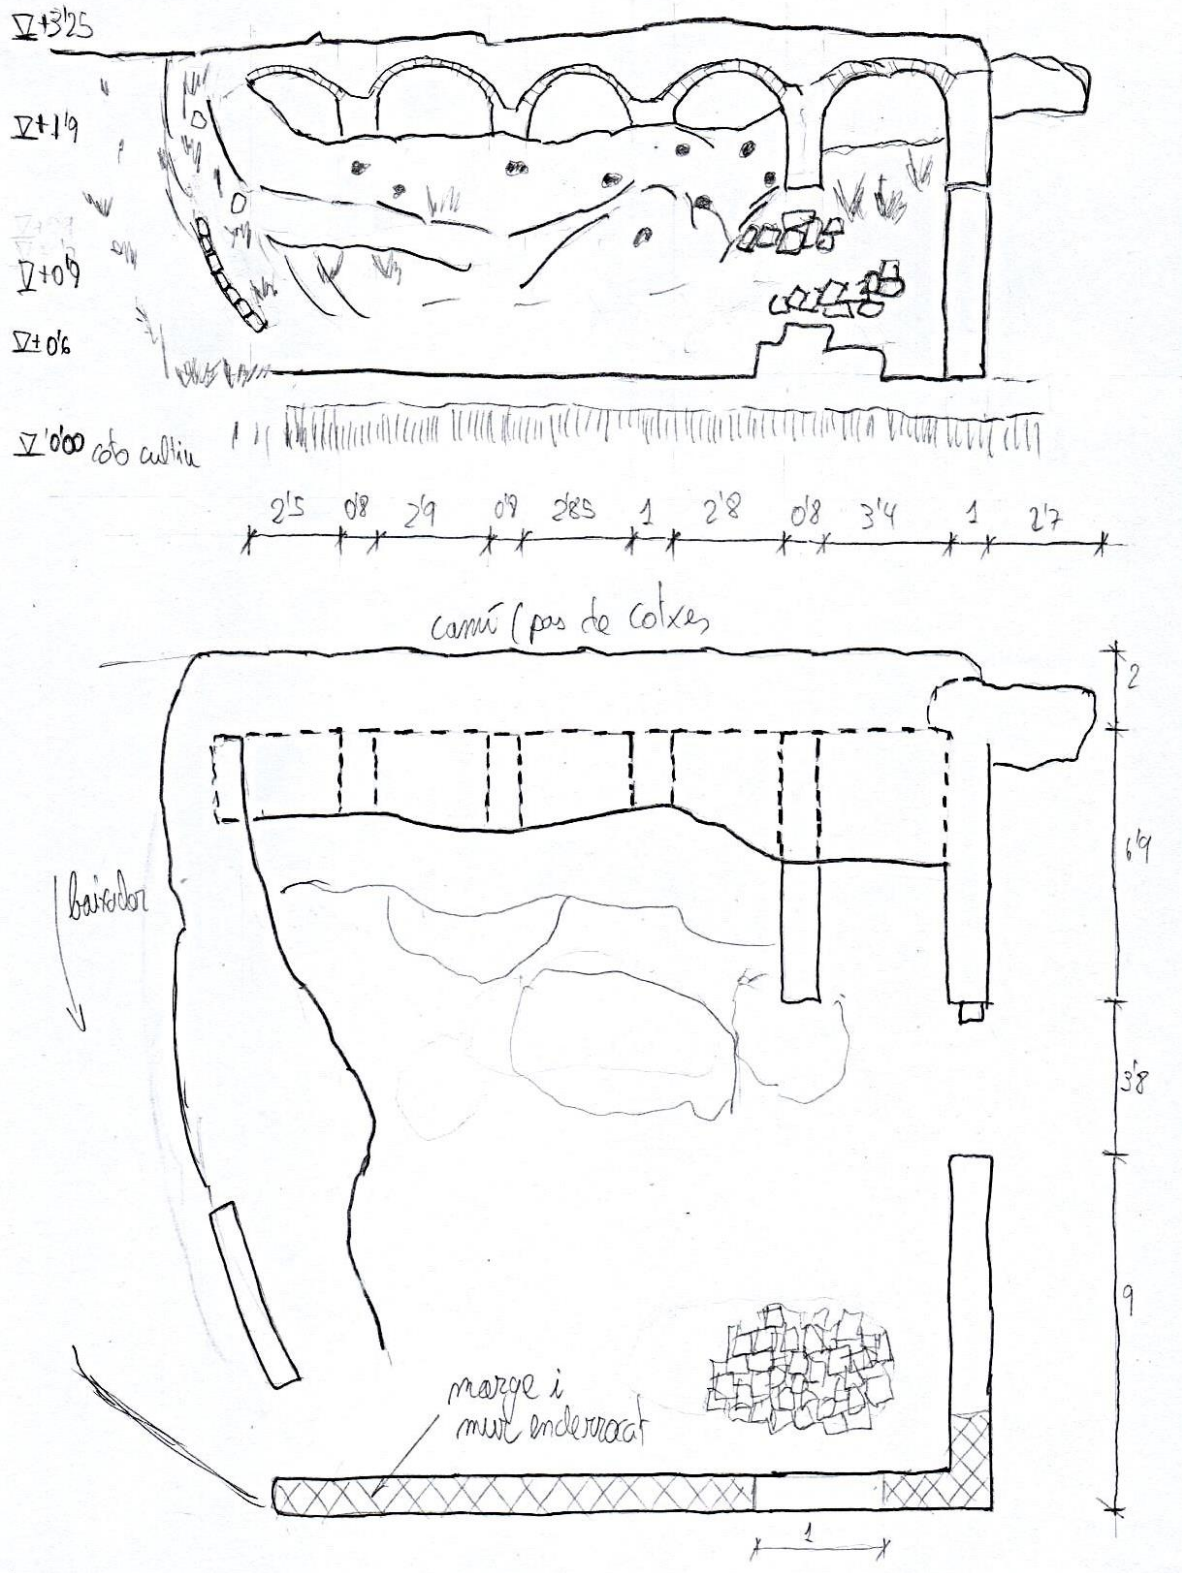 ∇+3'25
∇+1'9
∇+0'9
∇±0'6
∇'0'00 cota cultiu
2'5 0'8 2'9 0'8 2'85 1 2'8 0'8 3'4 1 2'7
camí (pas de cotxes
2
6'9
baixador
3'8
9
marge i
mur enderrocat
1